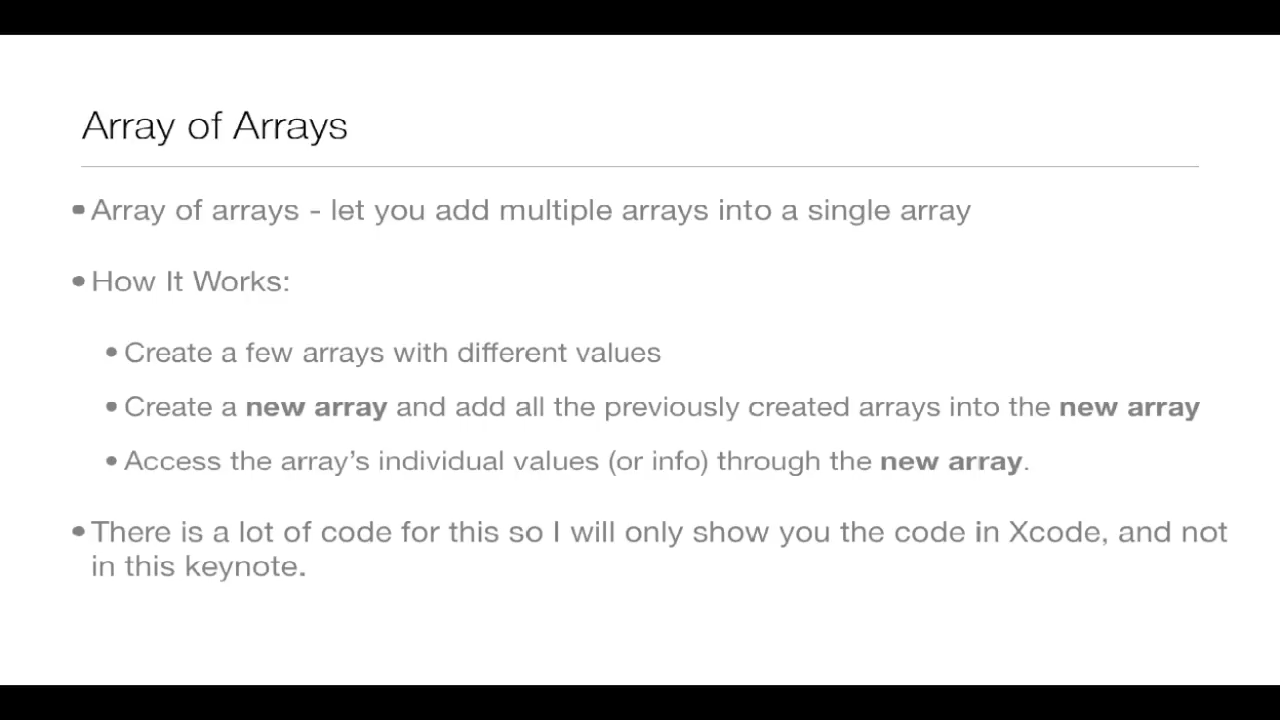 Array of Arrays
• Array of arrays - let you add multiple arrays into a single array
• How It Works:
• Create a few arrays with different values
• Create a new array and add all the previously created arrays into the new array
• Access the array’s individual values (or info) through the new array.
• There is a lot of code for this so I will only show you the code in Xcode, and not
in this keynote.